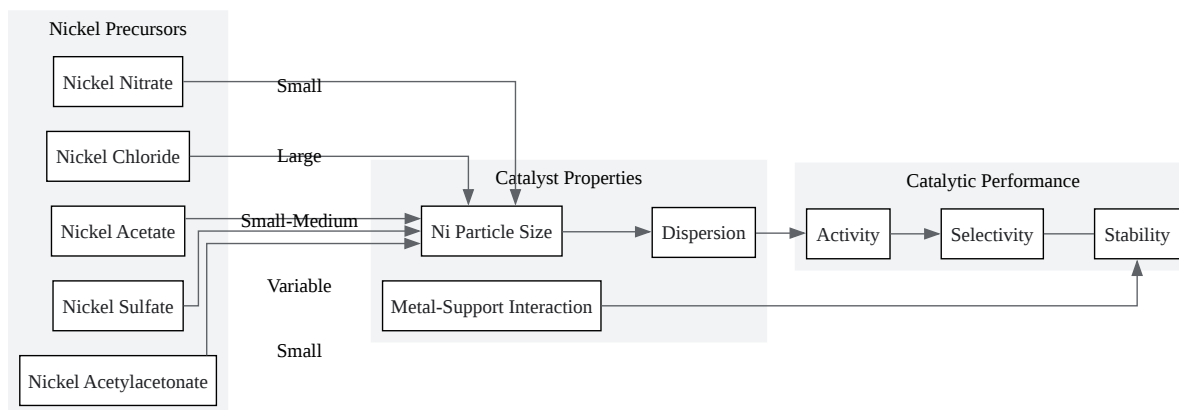 Nickel Precursors
Nickel Nitrate
Small
Nickel Chloride
Large
Catalyst Properties
Catalytic Performance
Nickel Acetate
Small-Medium
Ni Particle Size
Dispersion
Activity
Selectivity
Stability
Nickel Sulfate
Variable
Metal-Support Interaction
Small
Nickel Acetylacetonate